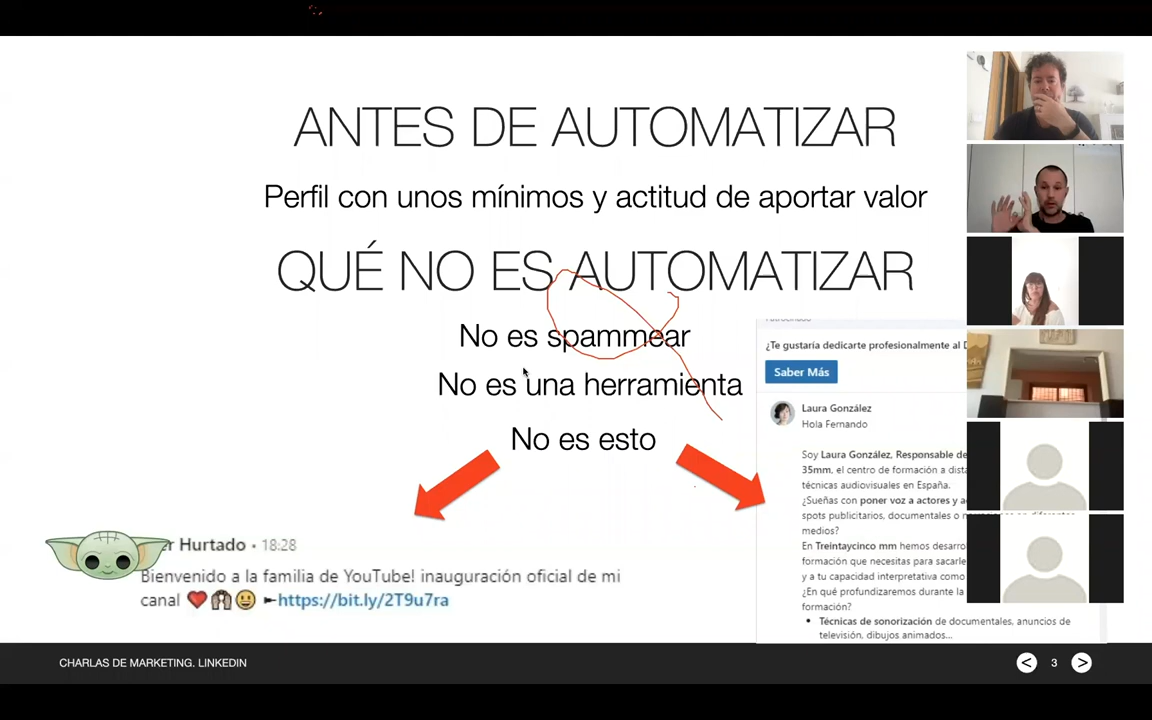 ANTES DE AUTOMATIZAR
Perfil con unos mínimos y actitud de aportar valor
QUÉ NO ES AUTOMATIZAR
No es spammear
No es una herramienta
No es esto
Hurtado • 18:28
Bienvenido a la familia de YouTube! inauguración oficial de mi
canal ❤️🙌😃 ►https://bit.ly/2T9u7ra
¿Te gustaría dedicarte profesionalmente al
Saber Más
Laura González
Hola Fernando
Soy Laura González, Responsable de
35mm, el centro de formación a
técnicas audiovisuales en España.
¿Sueñas con poner voz a actores y
spots publicitarios, documentales o
medios?
En Treintaycinco mm hemos
formación que necesitas para
y a tu capacidad interpretativa como
¿En qué profundizaremos durante la
formación?
• Técnicas de sonorización de documentales, anuncios de
televisión, dibujos animados...
CHARLAS DE MARKETING. LINKEDIN
< 3 >